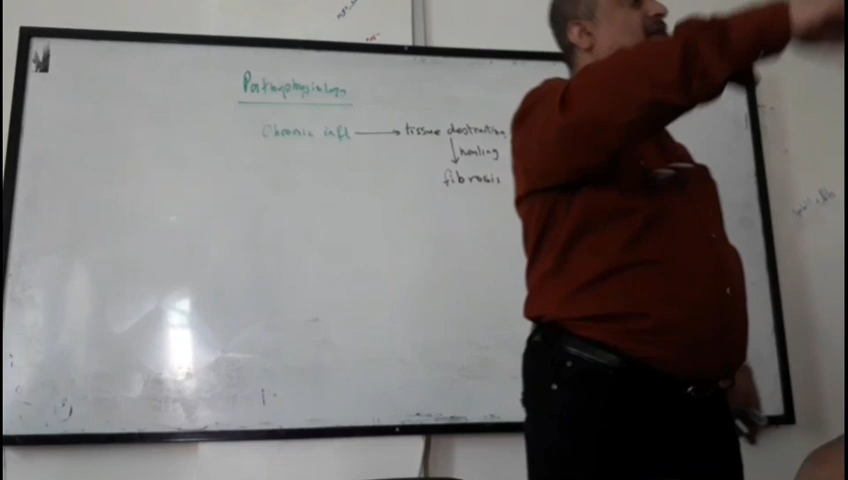 Pathophysiology
Chronic infl → tissue destruction
↓ healing
fibrosis